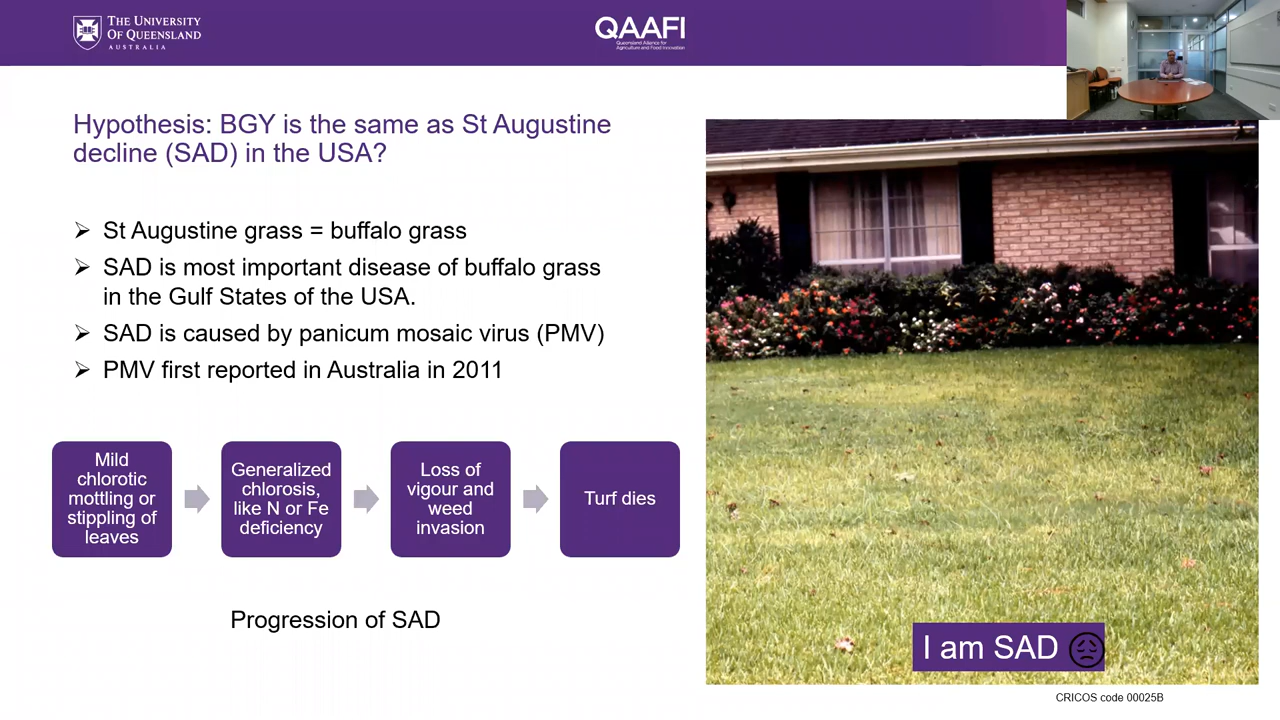 THE UNIVERSITY
OF QUEENSLAND
AUSTRALIA
QAAFI
Queensland Alliance for
Agriculture and Food Innovation
Hypothesis: BGY is the same as St Augustine
decline (SAD) in the USA?
➢ St Augustine grass = buffalo grass
➢ SAD is most important disease of buffalo grass
in the Gulf States of the USA.
➢ SAD is caused by panicum mosaic virus (PMV)
➢ PMV first reported in Australia in 2011
Mild
chlorotic
mottling or
stippling of
leaves
Generalized
chlorosis,
like N or Fe
deficiency
Loss of
vigour and
weed
invasion
Turf dies
Progression of SAD
I am SAD
CRICOS code 00025B